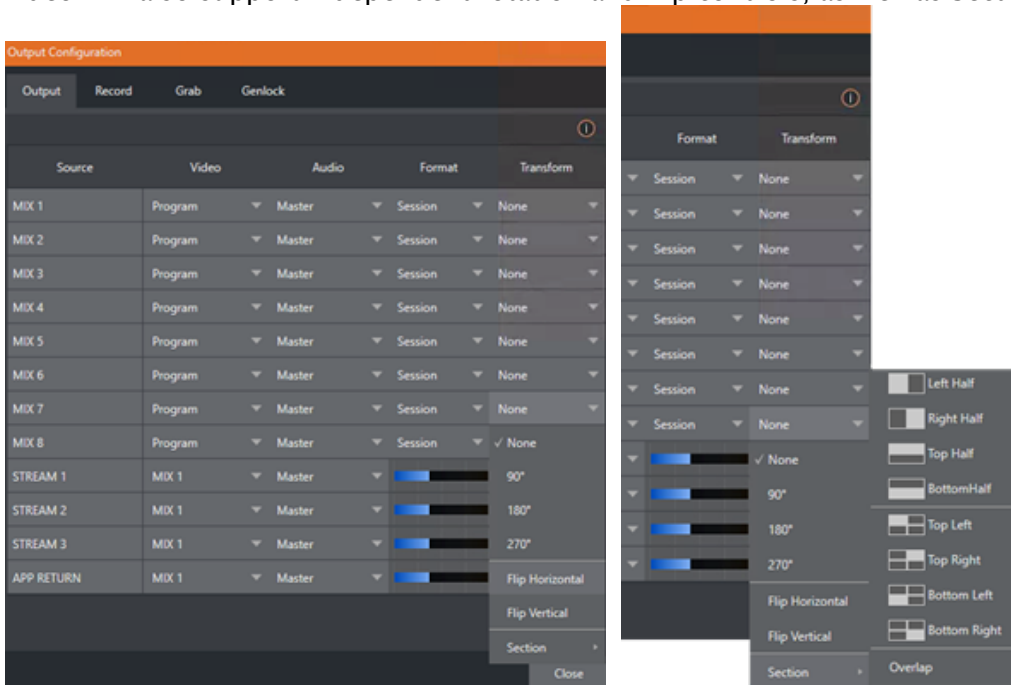 Output Configuration
Output Record Grab Genlock
Source Video Audio Format Transform
MIX 1 Program Master Session None
MIX 2 Program Master Session None
MIX 3 Program Master Session None
MIX 4 Program Master Session None
MIX 5 Program Master Session None
MIX 6 Program Master Session None
MIX 7 Program Master Session None
MIX 8 Program Master Session ✓ None
STREAM 1 MIX 1 Master 90°
STREAM 2 MIX 1 Master 180°
STREAM 3 MIX 1 Master 270°
APP RETURN MIX 1 Master Flip Horizontal
Flip Vertical
Section
Close
Format Transform
Session None
Session None
Session None
Session None
Session None
Session None
Session None
Session None
✓ None
90°
180°
270°
Flip Horizontal
Flip Vertical
Section
Left Half
Right Half
Top Half
BottomHalf
Top Left
Top Right
Bottom Left
Bottom Right
Overlap